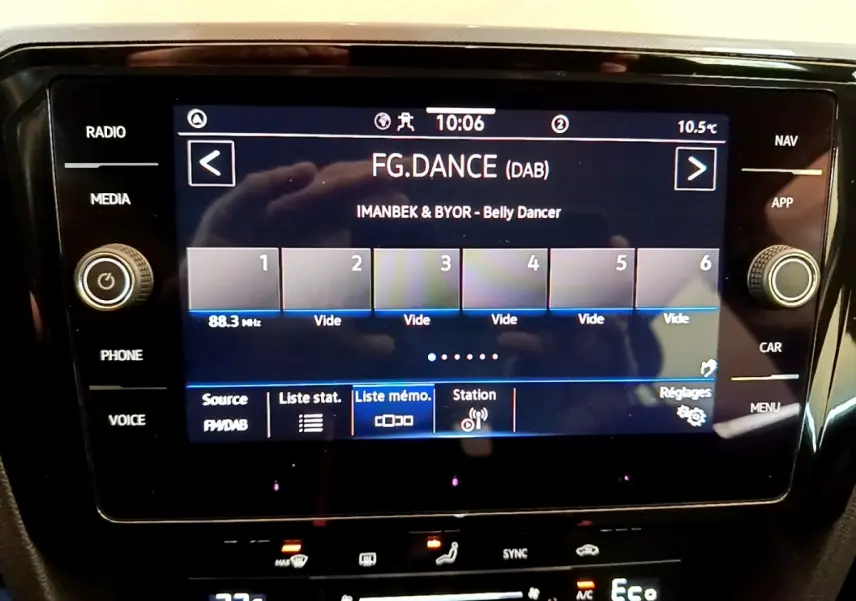 RADIO
MEDIA
PHONE
VOICE
NAV
APP
CAR
MENU
A 10:06 2 10.5°C
< FG.DANCE (DAB) >
IMANBEK & BYOR - Belly Dancer
1 2 3 4 5 6
88.3 MHz Vide Vide Vide Vide Vide
Source Liste stat. Liste mémo. Station Réglages
FM/DAB
MAX SYNC
A/C Eco